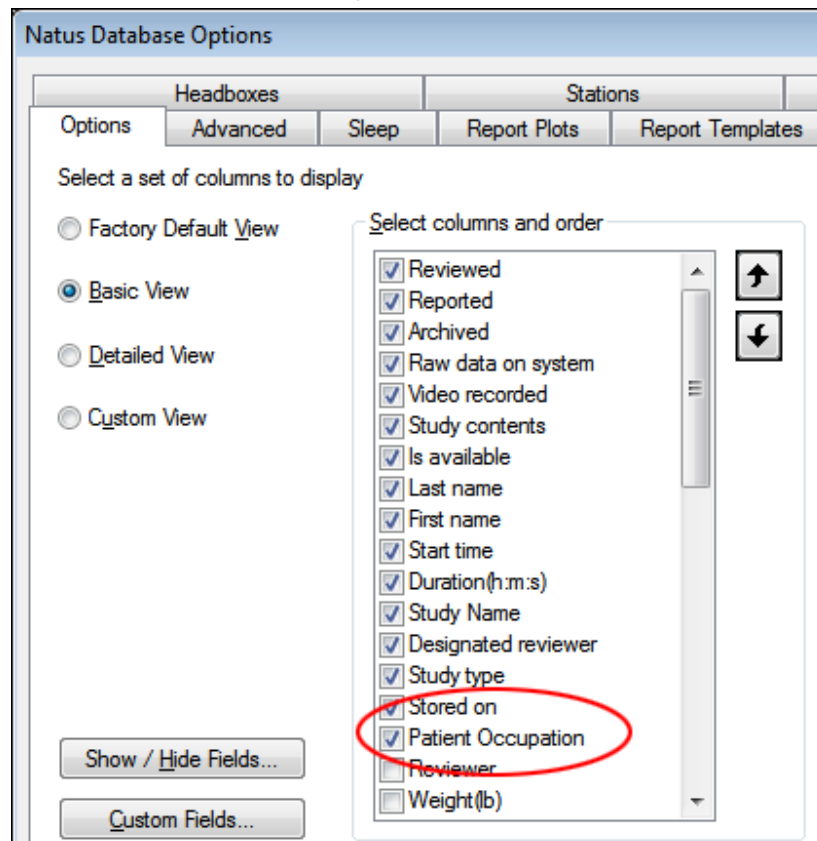 Natus Database Options
Headboxes Stations
Options Advanced Sleep Report Plots Report Templates
Select a set of columns to display
Factory Default View
Basic View
Detailed View
Custom View
Show / Hide Fields...
Custom Fields...
Select columns and order
Reviewed
Reported
Archived
Raw data on system
Video recorded
Study contents
Is available
Last name
First name
Start time
Duration(h:m:s)
Study Name
Designated reviewer
Study type
Stored on
Patient Occupation
Reviewer
Weight(lb)